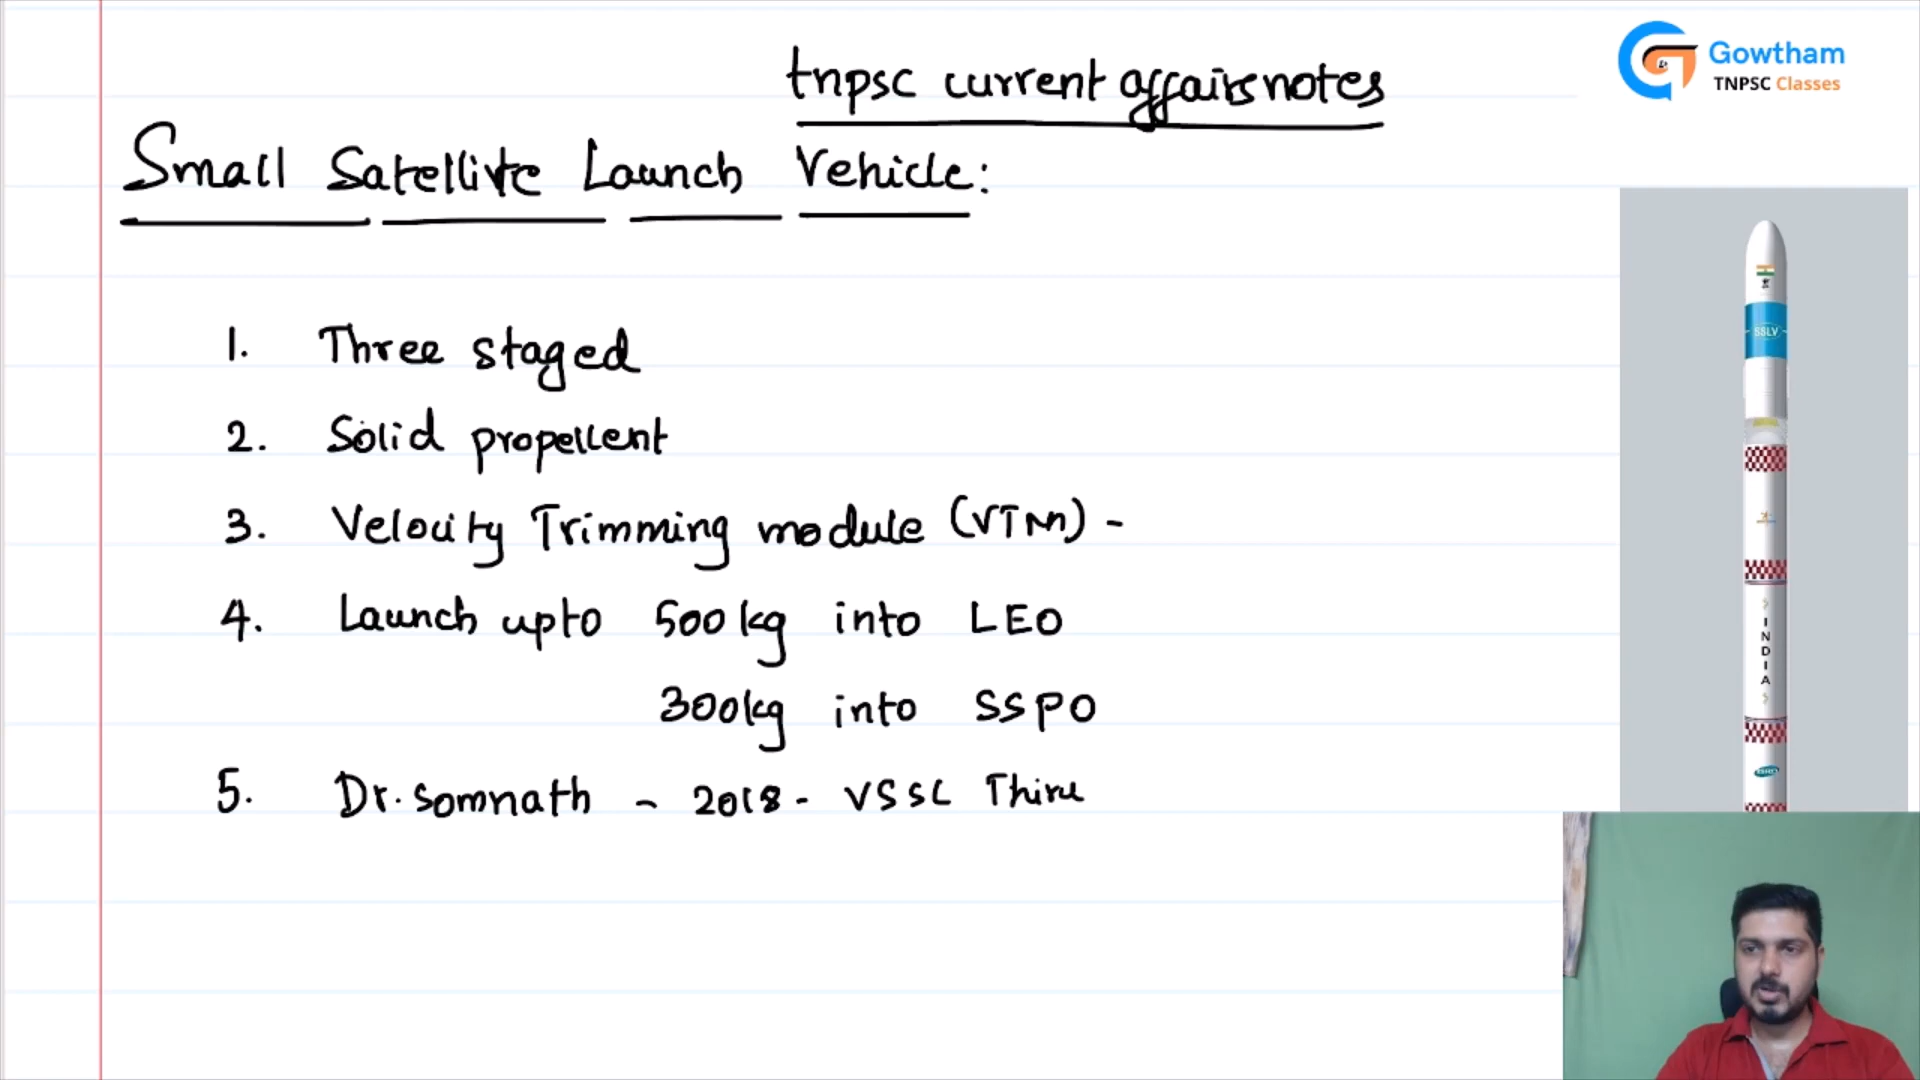 tnpsc current affairs notes
Gowtham
TNPSC Classes
Small Satellite Launch Vehicle:
1. Three staged
2. Solid propellent
3. Velocity Trimming module (VTM) -
4. Launch upto 500kg into LEO
300kg into SSPO
5. Dr. Somnath - 2018 - VSSC Thiru
SSLV
INDIA